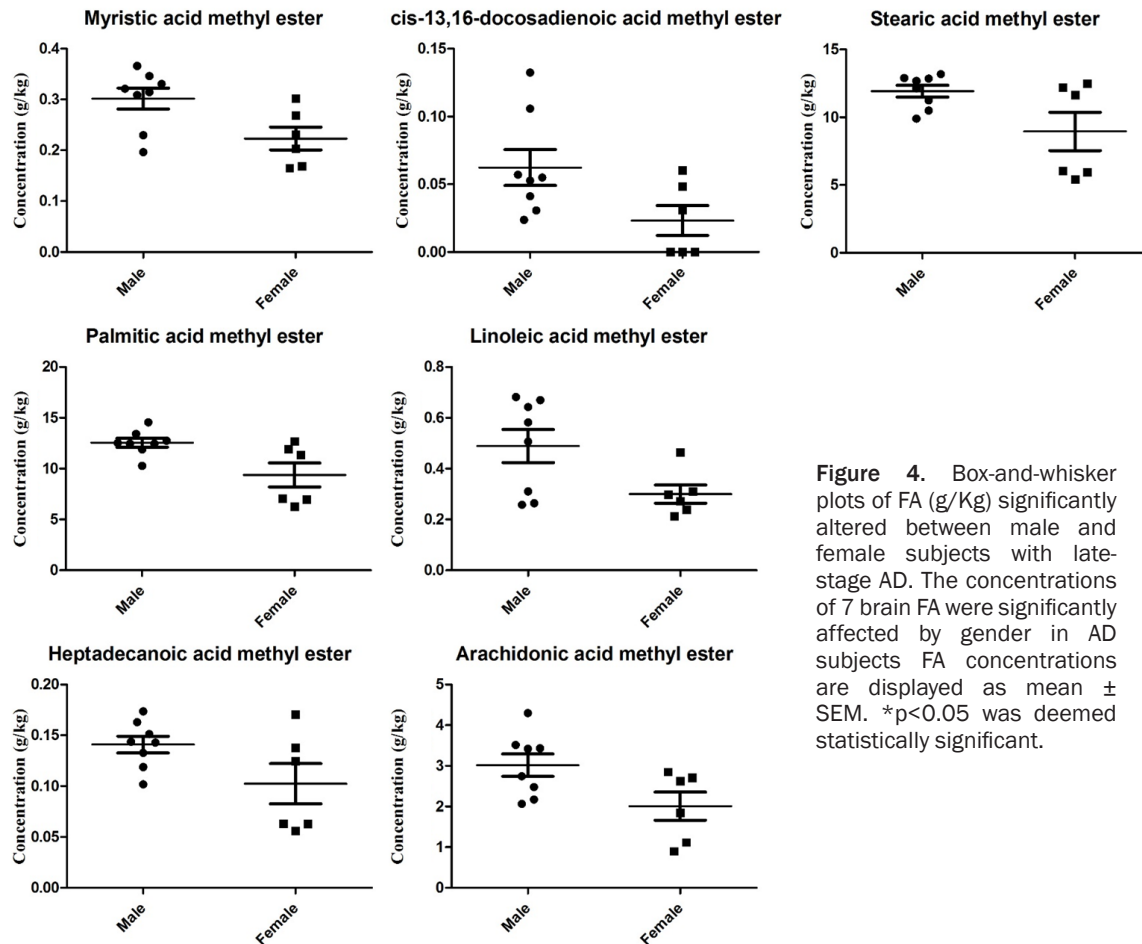 Myristic acid methyl ester
Concentration (g/kg)
0.4
0.3
0.2
0.1
0.0
Male
Female
cis-13,16-docosadienoic acid methyl ester
Concentration (g/kg)
0.15
0.10
0.05
0.00
Male
Female
Stearic acid methyl ester
Concentration (g/kg)
15
10
5
0
Male
Female
Palmitic acid methyl ester
Concentration (g/kg)
20
15
10
5
0
Male
Female
Linoleic acid methyl ester
Concentration (g/kg)
0.8
0.6
0.4
0.2
0.0
Male
Female
Heptadecanoic acid methyl ester
Concentration (g/kg)
0.20
0.15
0.10
0.05
0.00
Male
Female
Arachidonic acid methyl ester
Concentration (g/kg)
5
4
3
2
1
0
Male
Female
Figure 4. Box-and-whisker
plots of FA (g/Kg) significantly
altered between male and
female subjects with late-
stage AD. The concentrations
of 7 brain FA were significantly
affected by gender in AD
subjects FA concentrations
are displayed as mean ±
SEM. *p<0.05 was deemed
statistically significant.